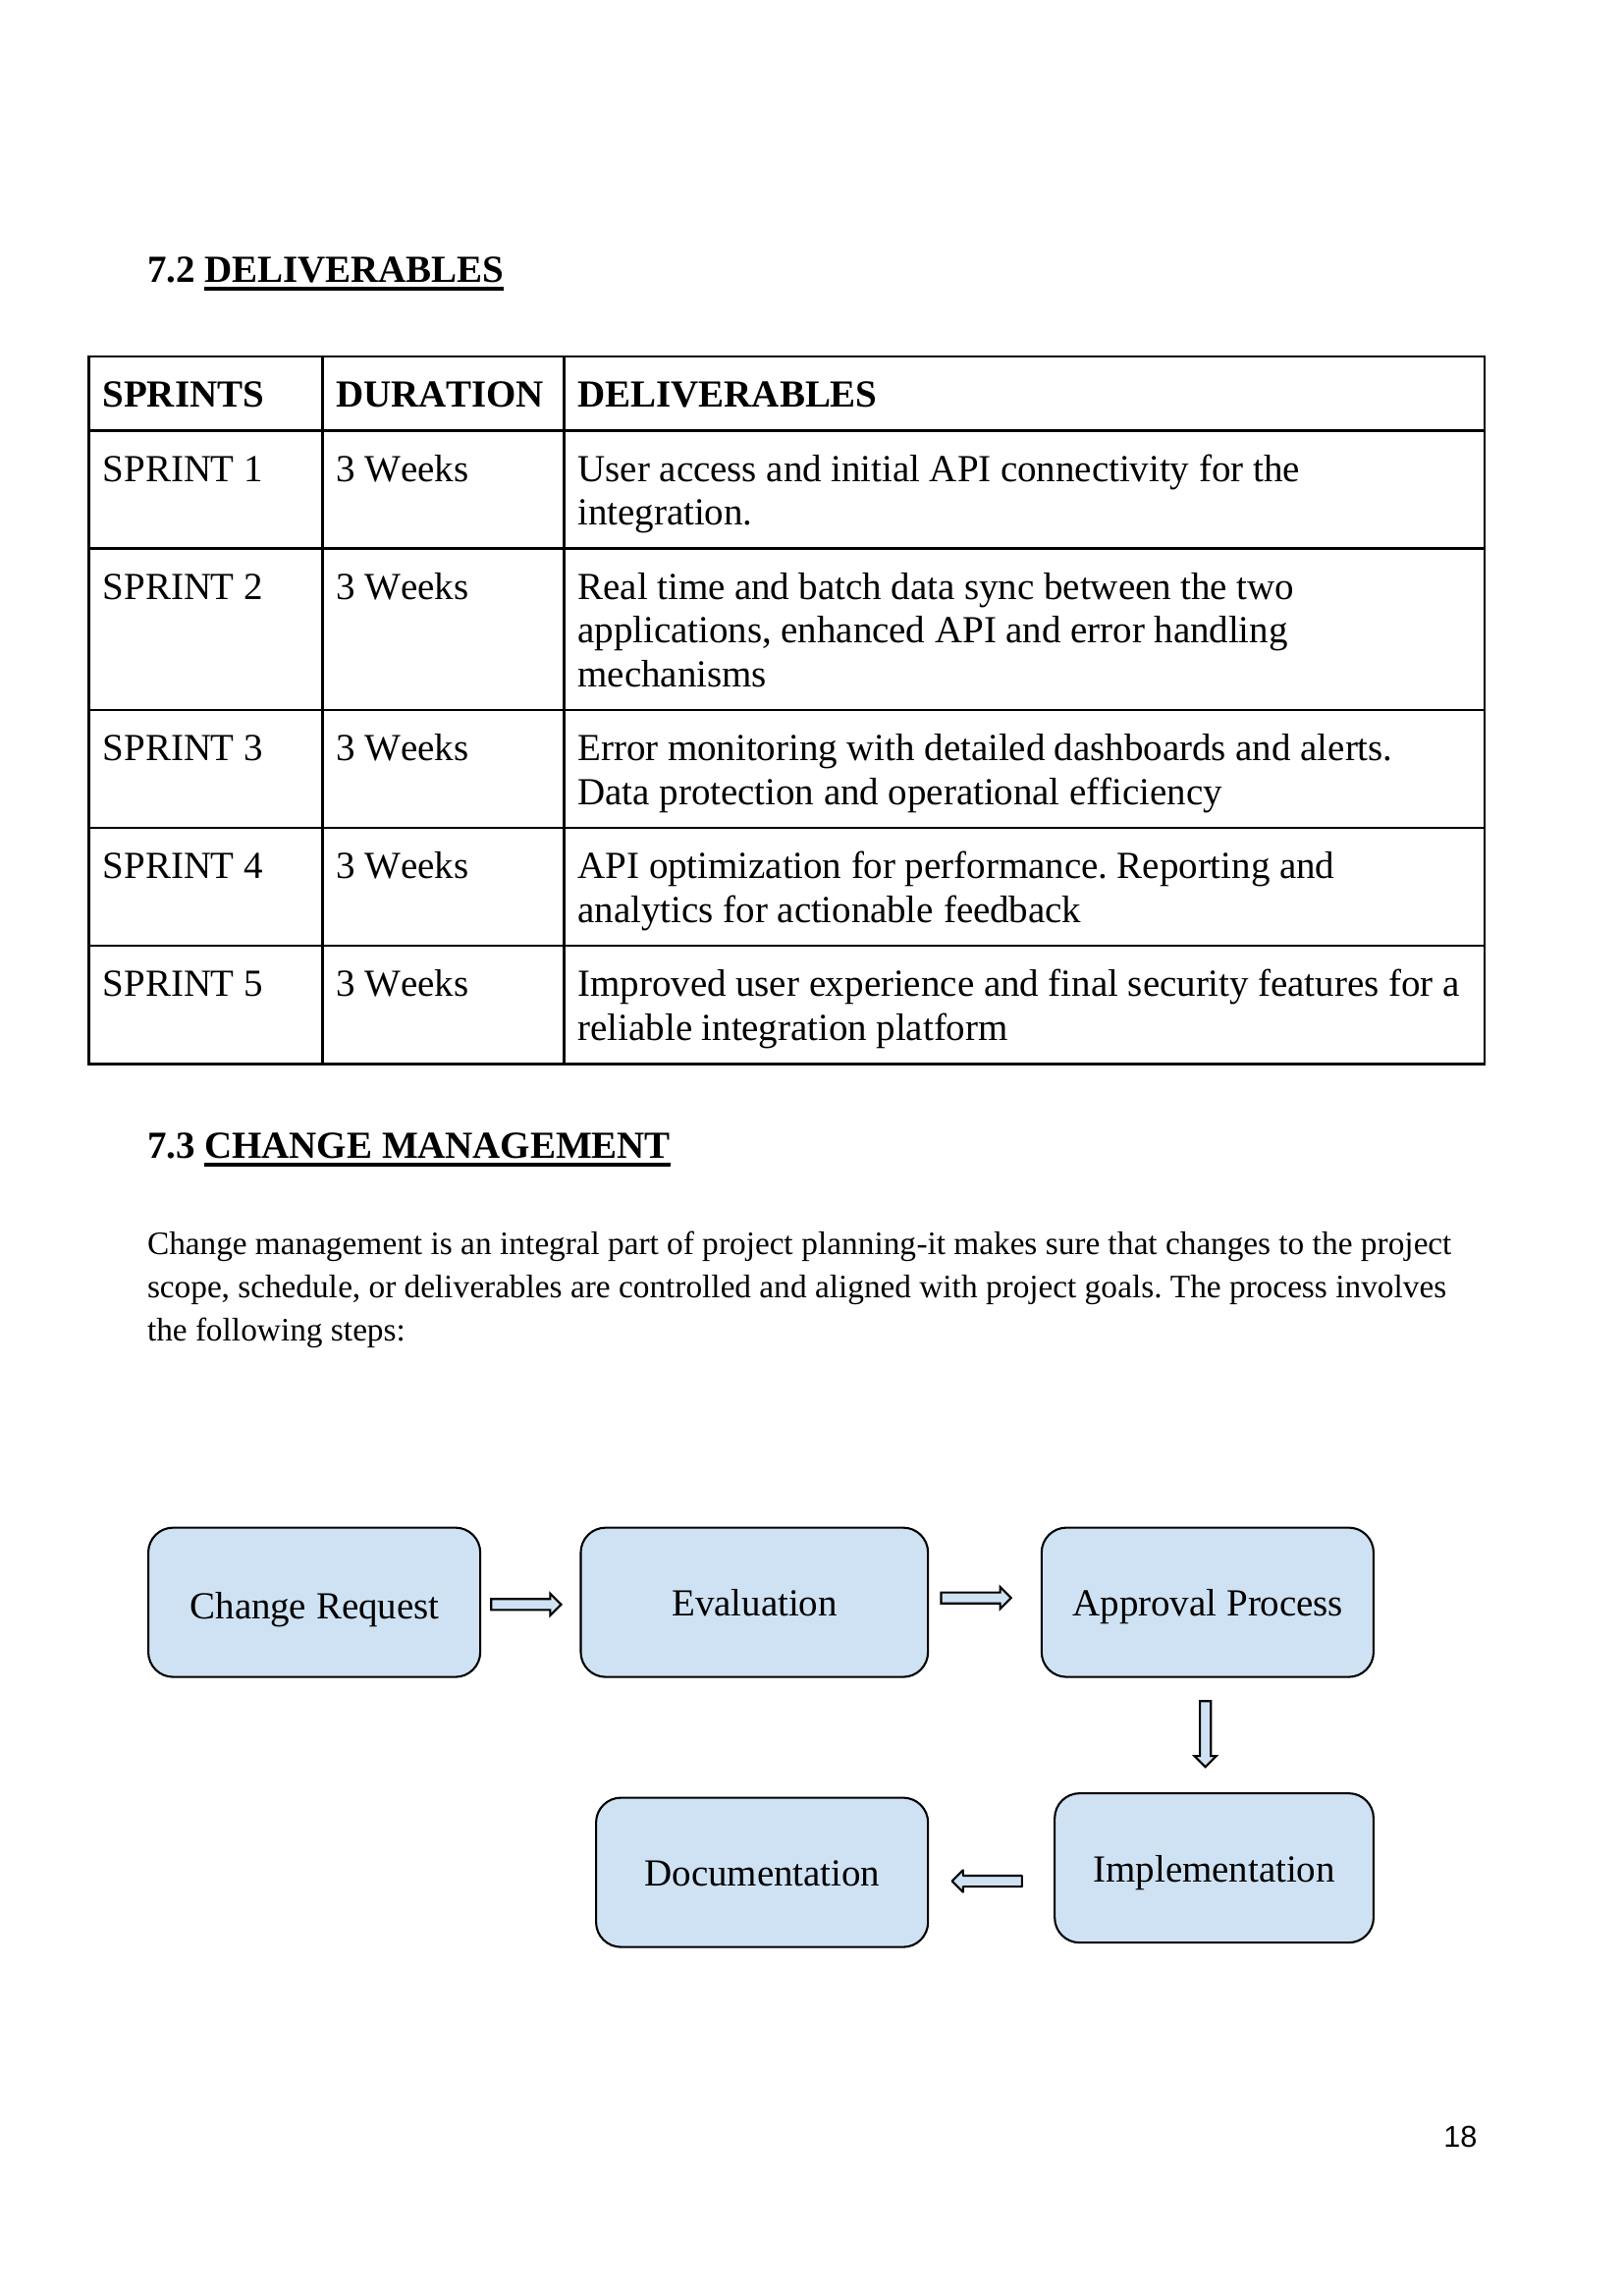 7.2 DELIVERABLES
SPRINTS DURATION DELIVERABLES
SPRINT 1 3 Weeks User access and initial API connectivity for the
integration.
SPRINT 2 3 Weeks Real time and batch data sync between the two
applications, enhanced API and error handling
mechanisms
SPRINT 3 3 Weeks Error monitoring with detailed dashboards and alerts.
Data protection and operational efficiency
SPRINT 4 3 Weeks API optimization for performance. Reporting and
analytics for actionable feedback
SPRINT 5 3 Weeks Improved user experience and final security features for a
reliable integration platform
7.3 CHANGE MANAGEMENT
Change management is an integral part of project planning-it makes sure that changes to the project
scope, schedule, or deliverables are controlled and aligned with project goals. The process involves
the following steps:
Change Request
Evaluation
Approval Process
Implementation
Documentation
18